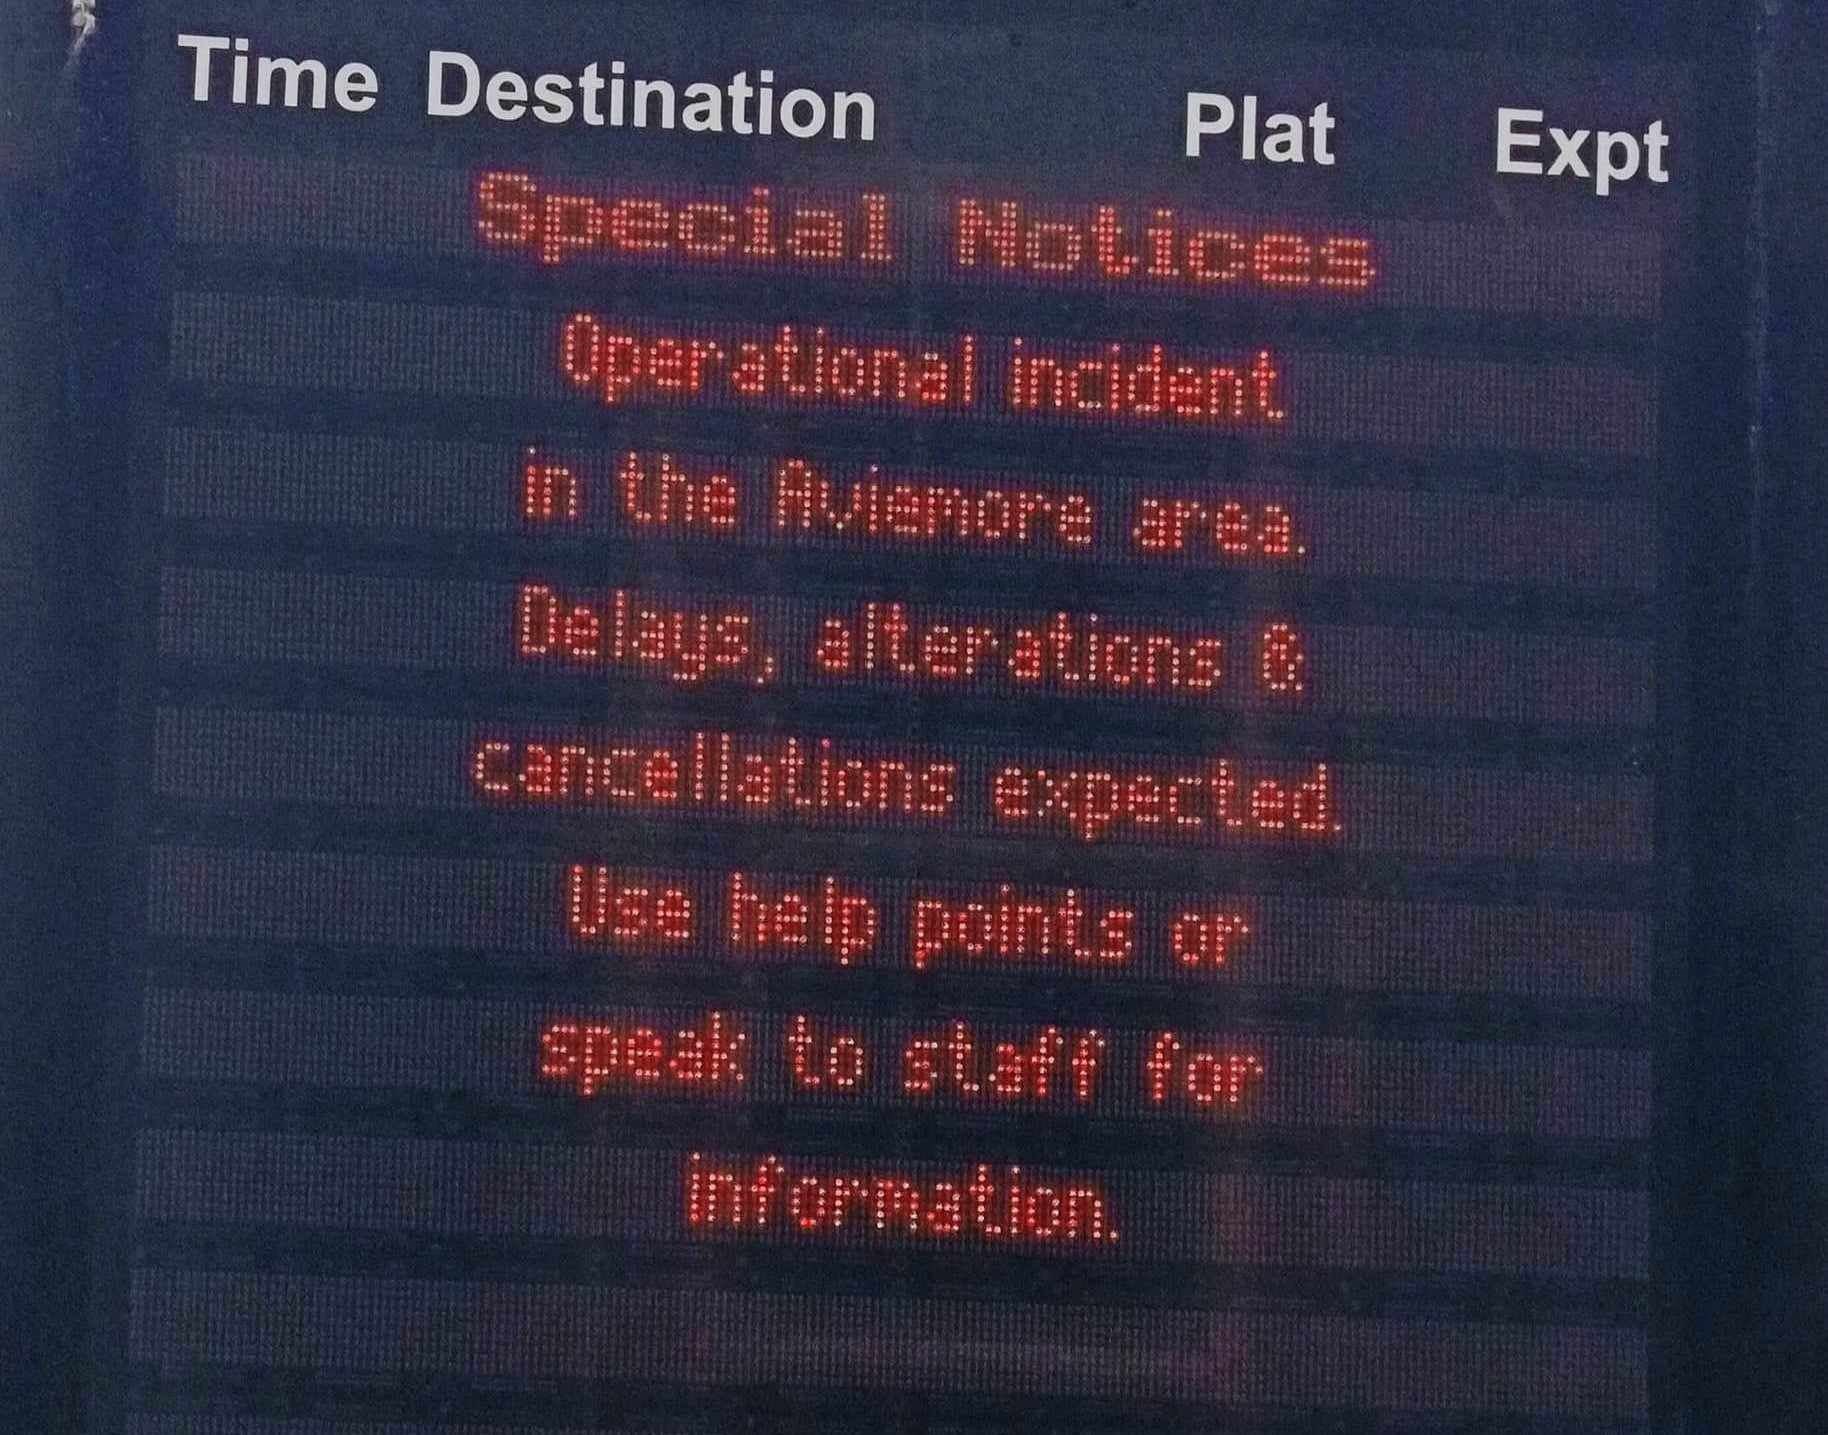 Time Destination Plat Expt
Special Notices
Operational incident
in the Aviemore area.
Delays, alterations &
cancellations expected.
Use help points or
speak to staff for
information.